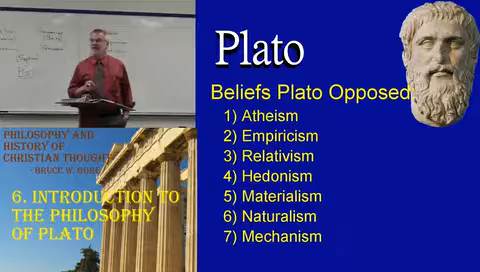 Plato
Beliefs Plato Opposed
1) Atheism
2) Empiricism
3) Relativism
4) Hedonism
5) Materialism
6) Naturalism
7) Mechanism
Philosophy and
History of
Christian Thought
- Bruce W. Gore
6. Introduction to
the Philosophy
of Plato